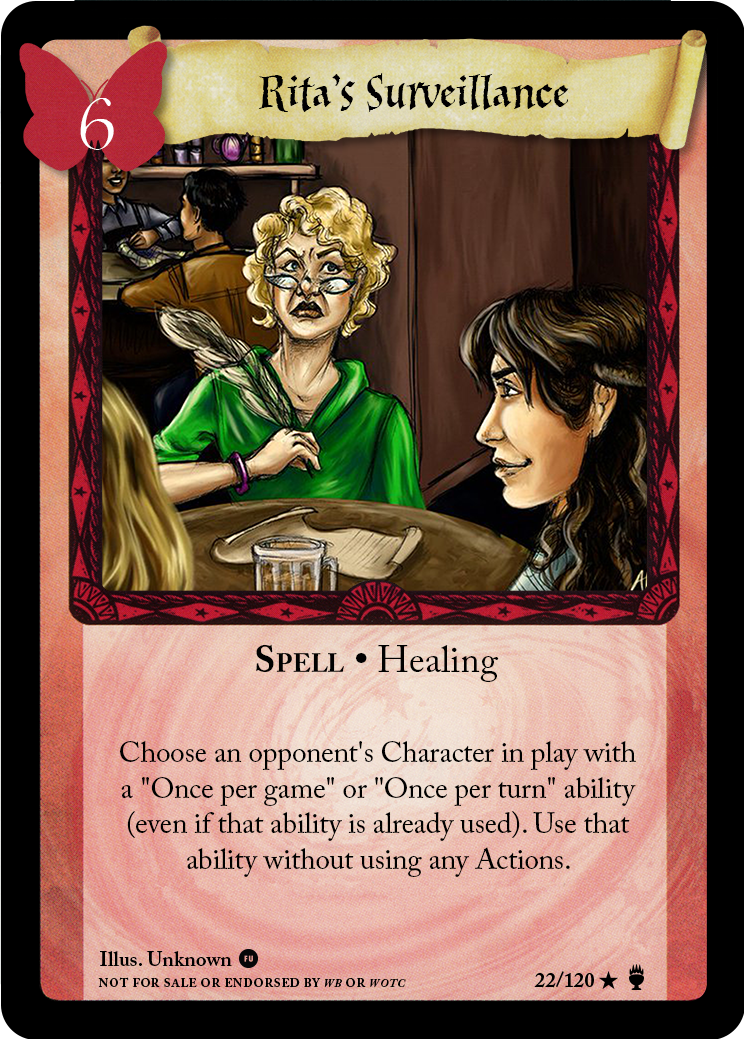 6
Rita's Surveillance
SPELL • Healing
Choose an opponent's Character in play with
a "Once per game" or "Once per turn" ability
(even if that ability is already used). Use that
ability without using any Actions.
Illus. Unknown FU
NOT FOR SALE OR ENDORSED BY WB OR WOTC
22/120 ★